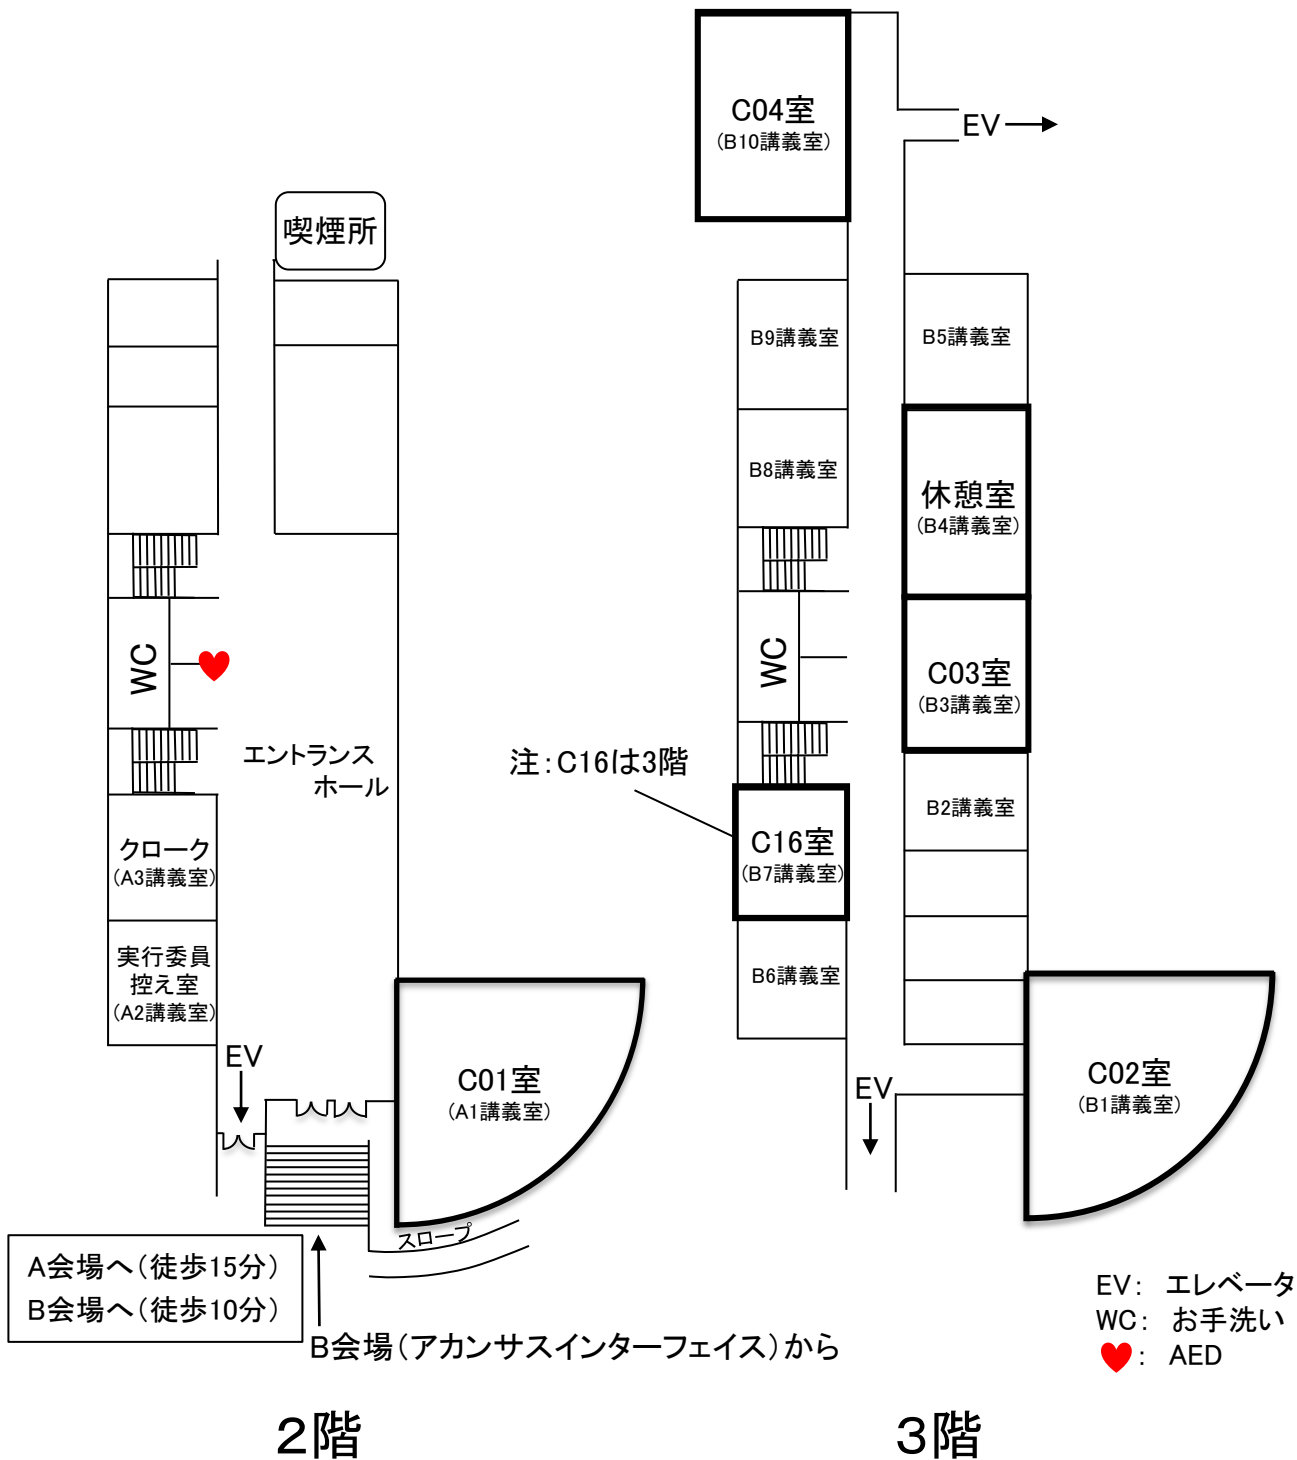 喫煙所
WC
エントランス
ホール
クローク
(A3講義室)
実行委員
控え室
(A2講義室)
EV
C01室
(A1講義室)
スロープ
A会場へ(徒歩15分)
B会場へ(徒歩10分)
B会場(アカンサスインターフェイス)から
2階
C04室
(B10講義室)
EV
B9講義室
B5講義室
B8講義室
休憩室
(B4講義室)
WC
C03室
(B3講義室)
注:C16は3階
B2講義室
C16室
(B7講義室)
B6講義室
EV
C02室
(B1講義室)
EV: エレベータ
WC: お手洗い
: AED
3階